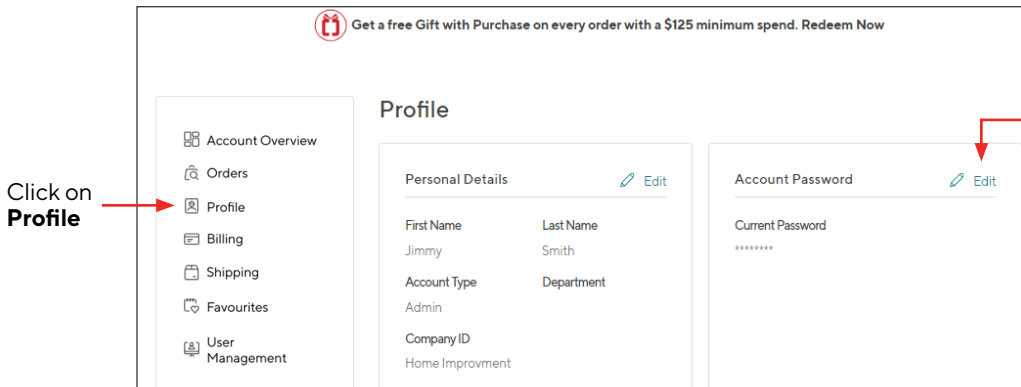 Get a free Gift with Purchase on every order with a $125 minimum spend. Redeem Now
Click on
Profile
Account Overview
Orders
Profile
Billing
Shipping
Favourites
User
Management
Profile
Personal Details
Edit
First Name
Last Name
Jimmy
Smith
Account Type
Department
Admin
Company ID
Home Improvment
Account Password
Edit
Current Password
********